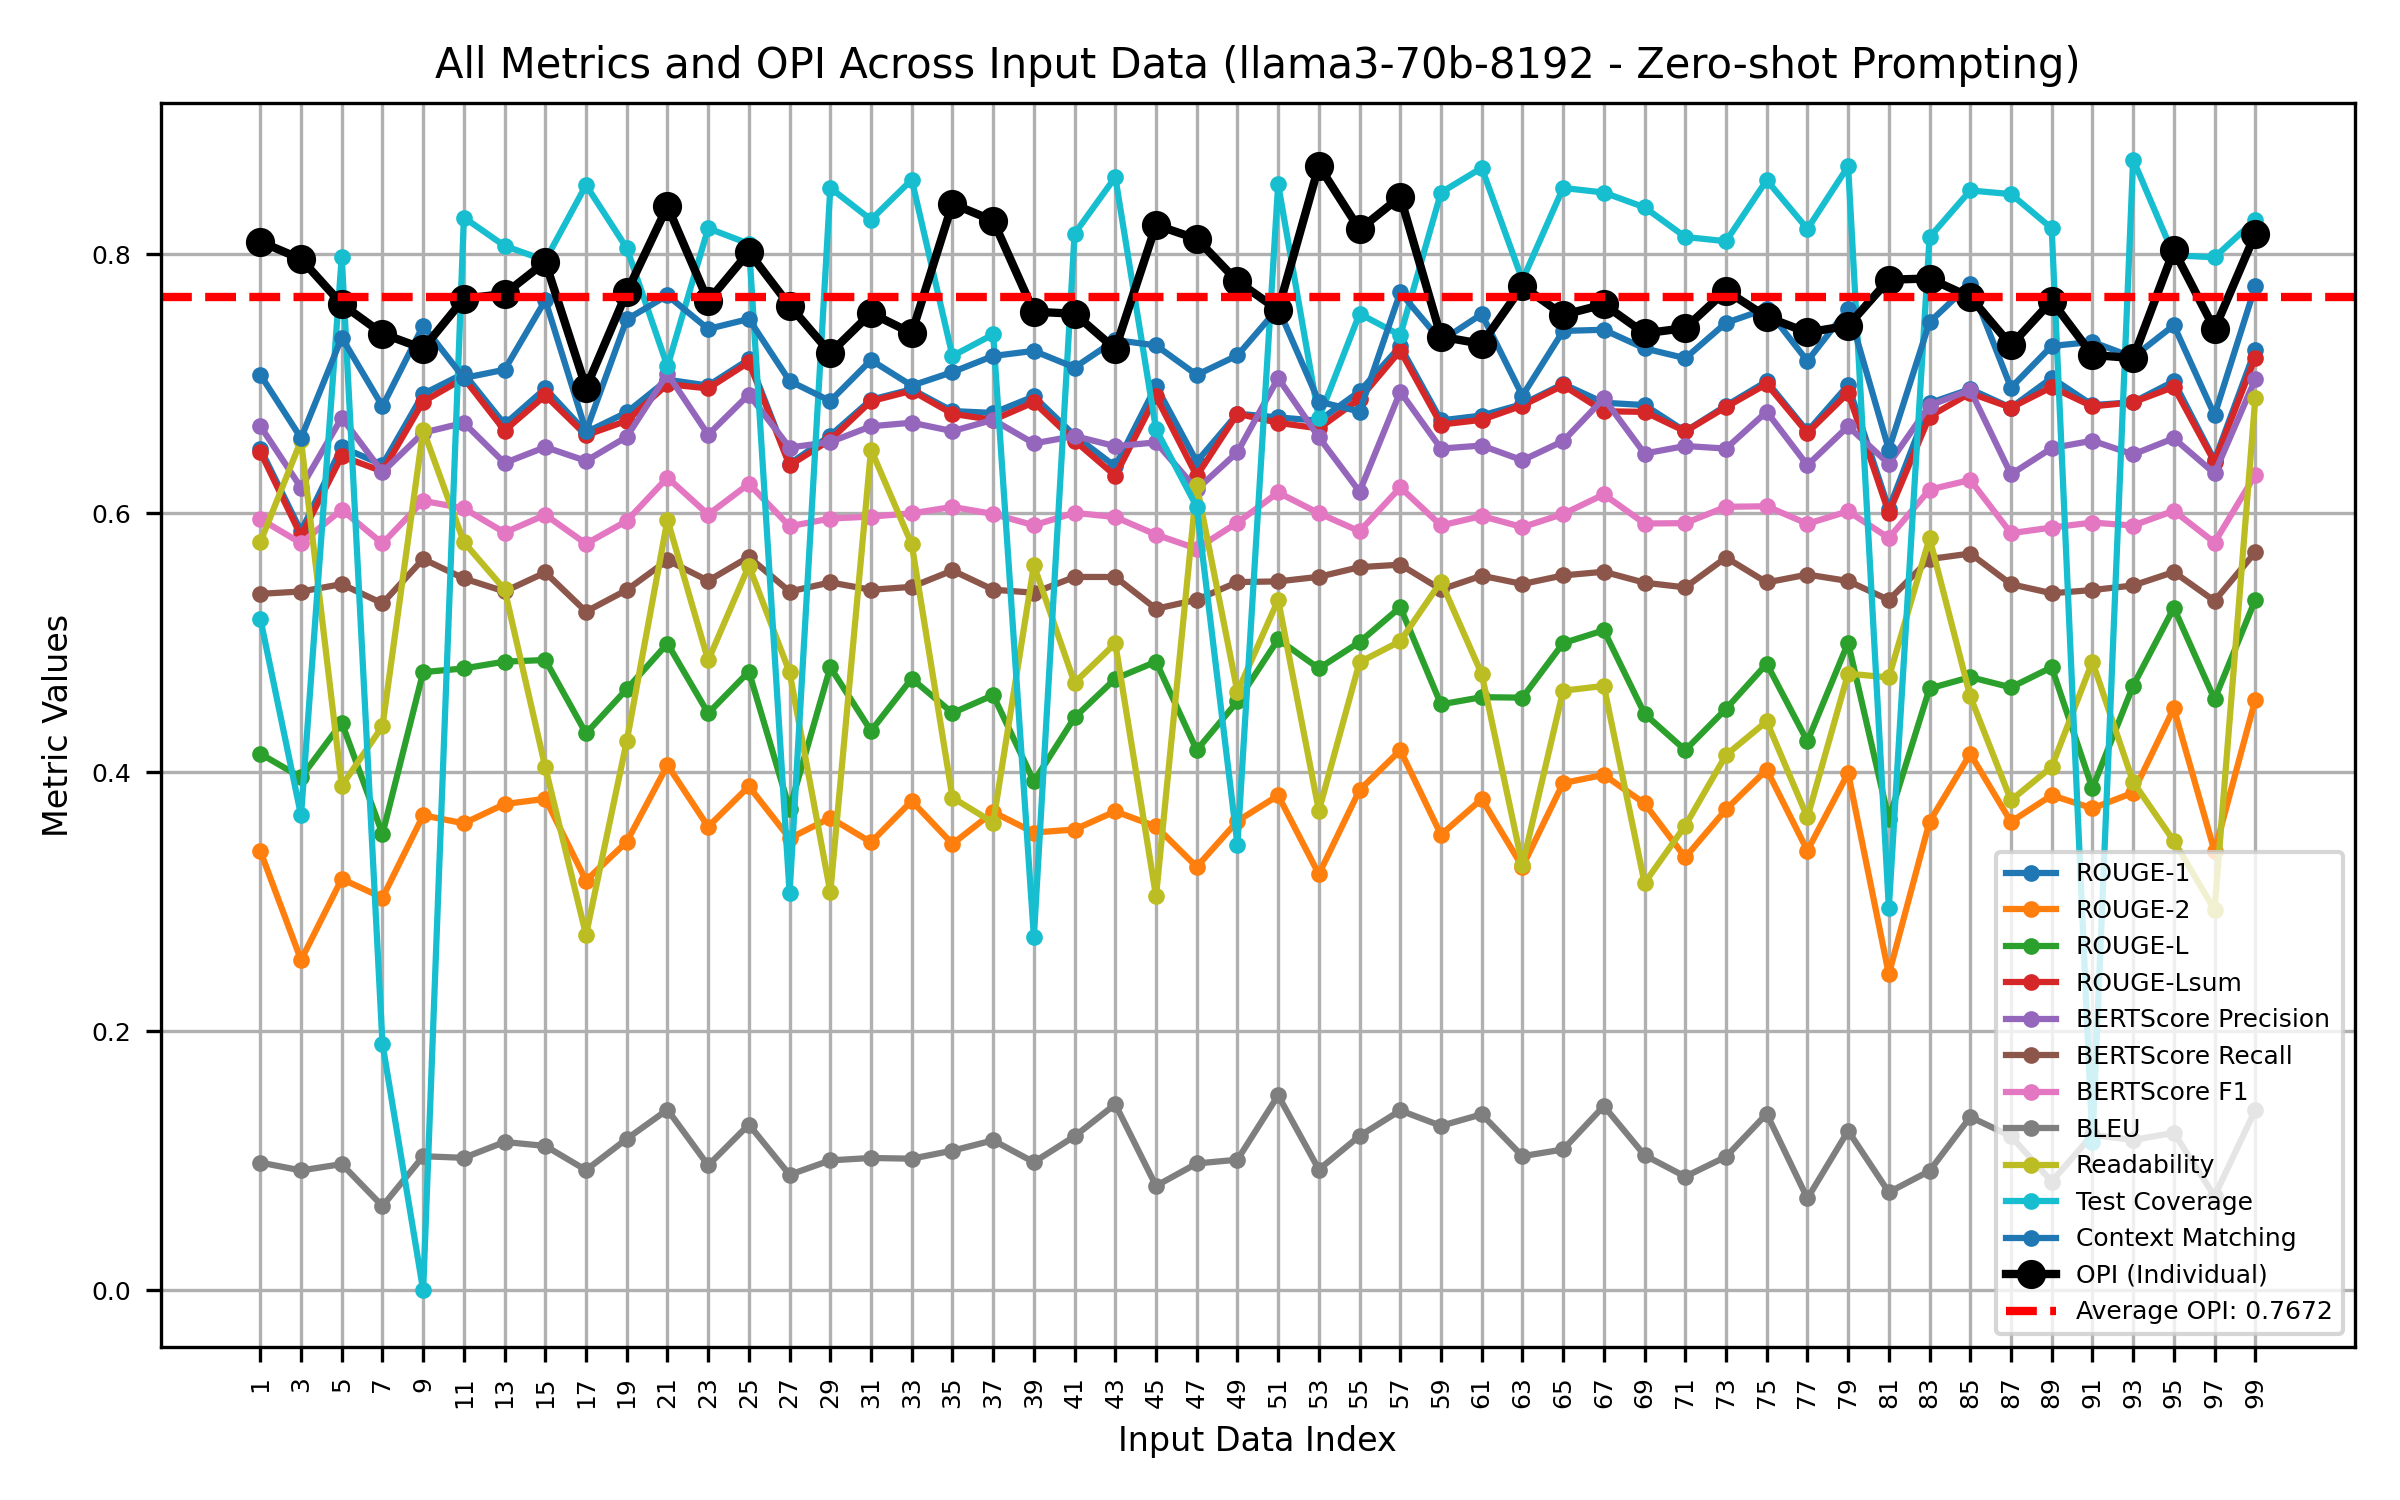 All Metrics and OPI Across Input Data (llama3-70b-8192 - Zero-shot Prompting)
Metric Values
0.8
0.6
0.4
0.2
0.0
ROUGE-1
ROUGE-2
ROUGE-L
ROUGE-Lsum
BERTScore Precision
BERTScore Recall
BERTScore F1
BLEU
Readability
Test Coverage
Context Matching
OPI (Individual)
Average OPI: 0.7672
1 3 5 7 9 11 13 15 17 19 21 23 25 27 29 31 33 35 37 39 41 43 45 47 49 51 53 55 57 59 61 63 65 67 69 71 73 75 77 79 81 83 85 87 89 91 93 95 97 99
Input Data Index